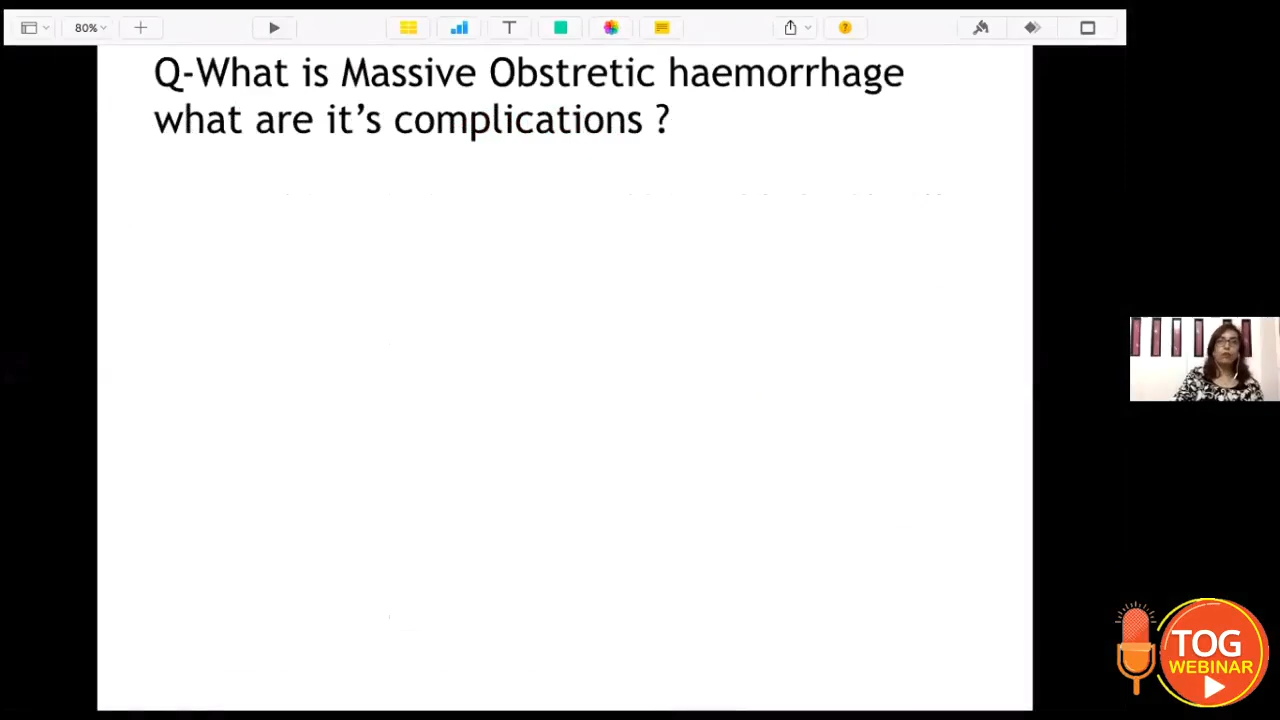 80%
Q-What is Massive Obstretic haemorrhage
what are it's complications ?
TOG
WEBINAR